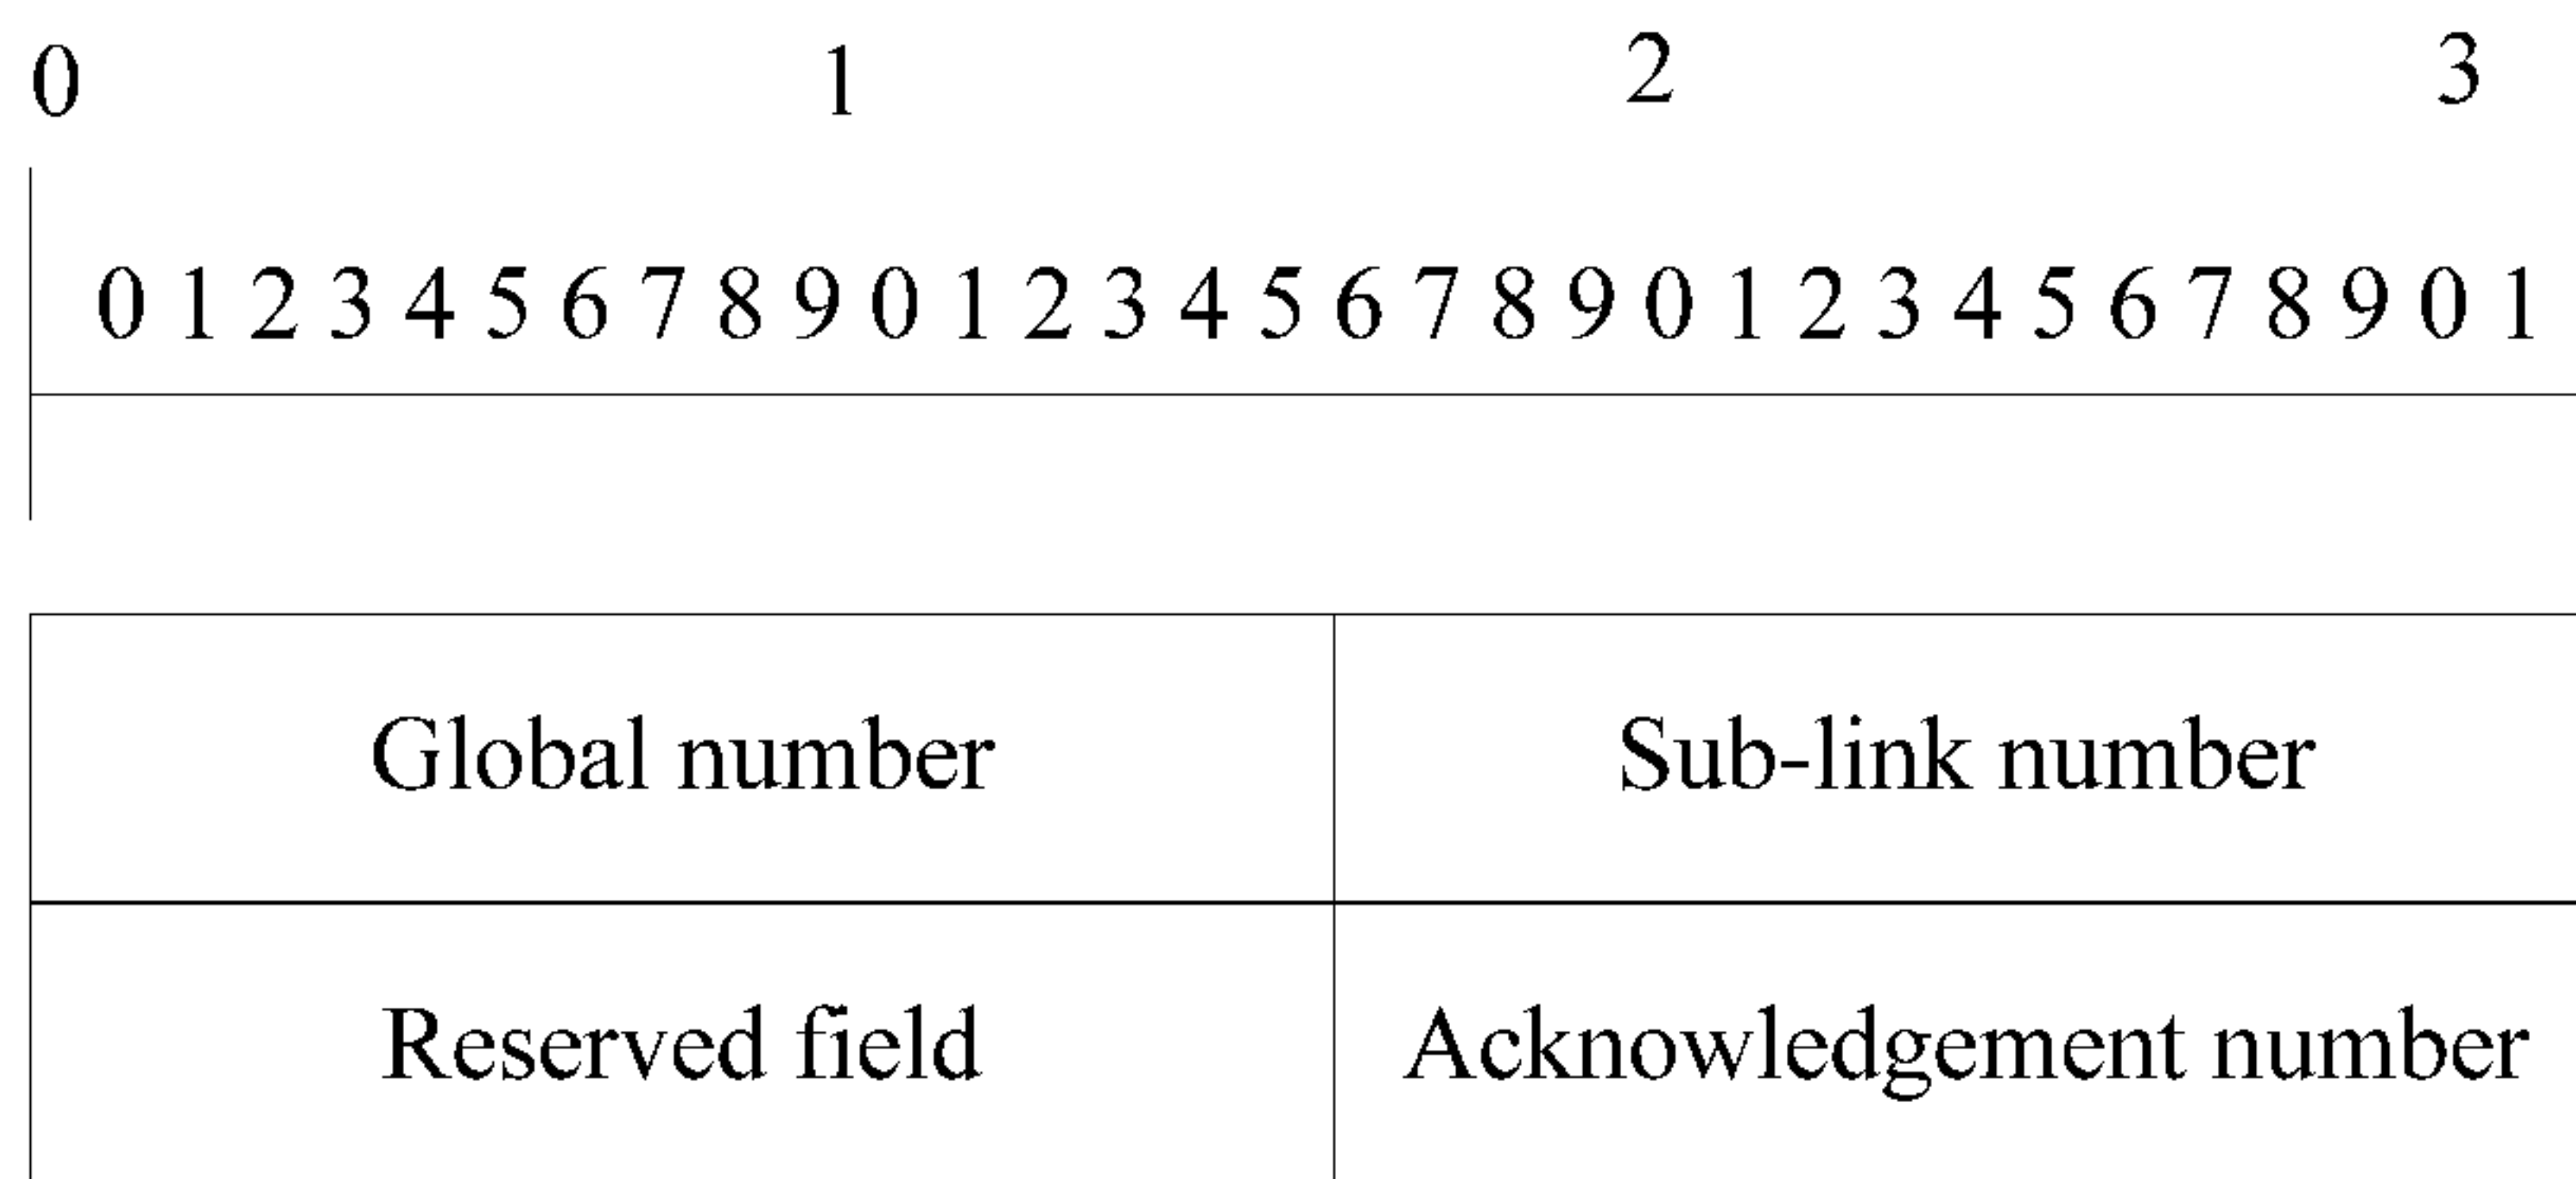 0 1 2 3
0 1 2 3 4 5 6 7 8 9 0 1 2 3 4 5 6 7 8 9 0 1 2 3 4 5 6 7 8 9 0 1
Global number Sub-link number
Reserved field Acknowledgement number